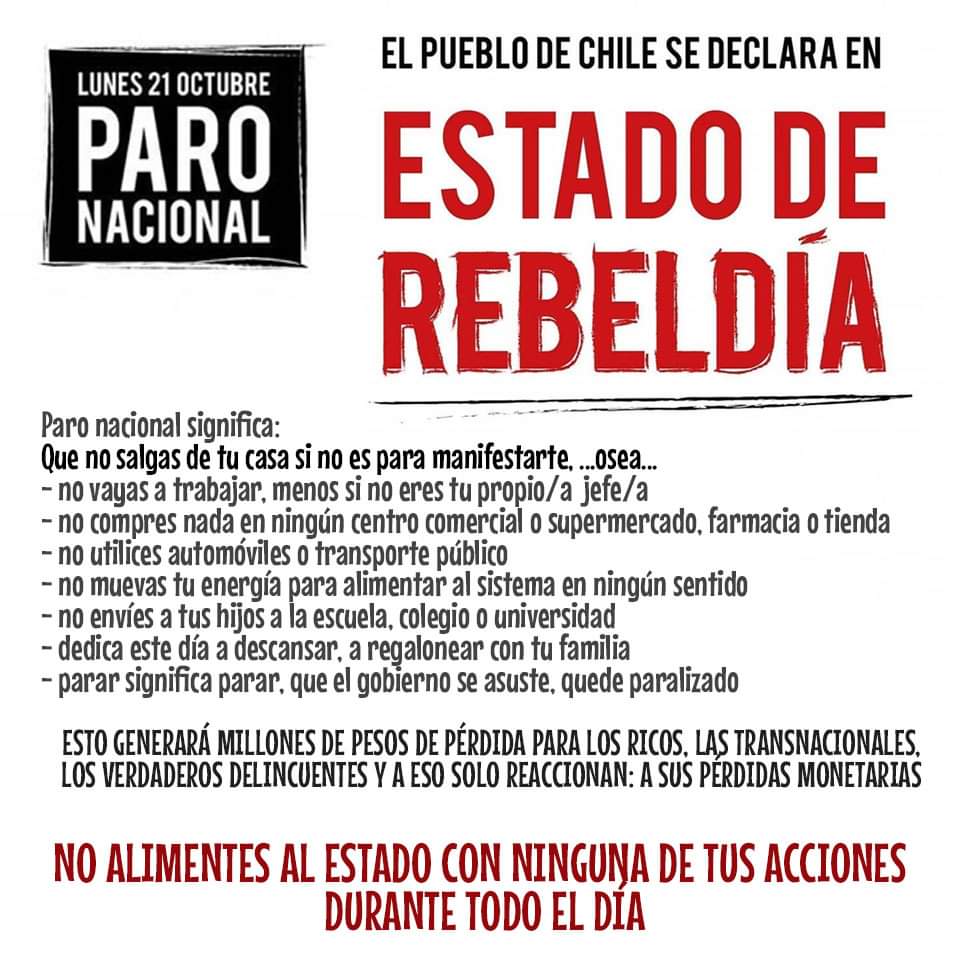 LUNES 21 OCTUBRE
PARO
NACIONAL
EL PUEBLO DE CHILE SE DECLARA EN
ESTADO DE
REBELDÍA
Paro nacional significa:
Que no salgas de tu casa si no es para manifestarte, ...osea...
- no vayas a trabajar, menos si no eres tu propio/a jefe/a
- no compres nada en ningún centro comercial o supermercado, farmacia o tienda
- no utilices automóviles o transporte público
- no muevas tu energía para alimentar al sistema en ningún sentido
- no envíes a tus hijos a la escuela, colegio o universidad
- dedica este día a descansar, a regalonear con tu familia
- parar significa parar, que el gobierno se asuste, quede paralizado
ESTO GENERARÁ MILLONES DE PESOS DE PÉRDIDA PARA LOS RICOS, LAS TRANSNACIONALES,
LOS VERDADEROS DELINCUENTES Y A ESO SOLO REACCIONAN: A SUS PÉRDIDAS MONETARIAS
NO ALIMENTES AL ESTADO CON NINGUNA DE TUS ACCIONES
DURANTE TODO EL DÍA